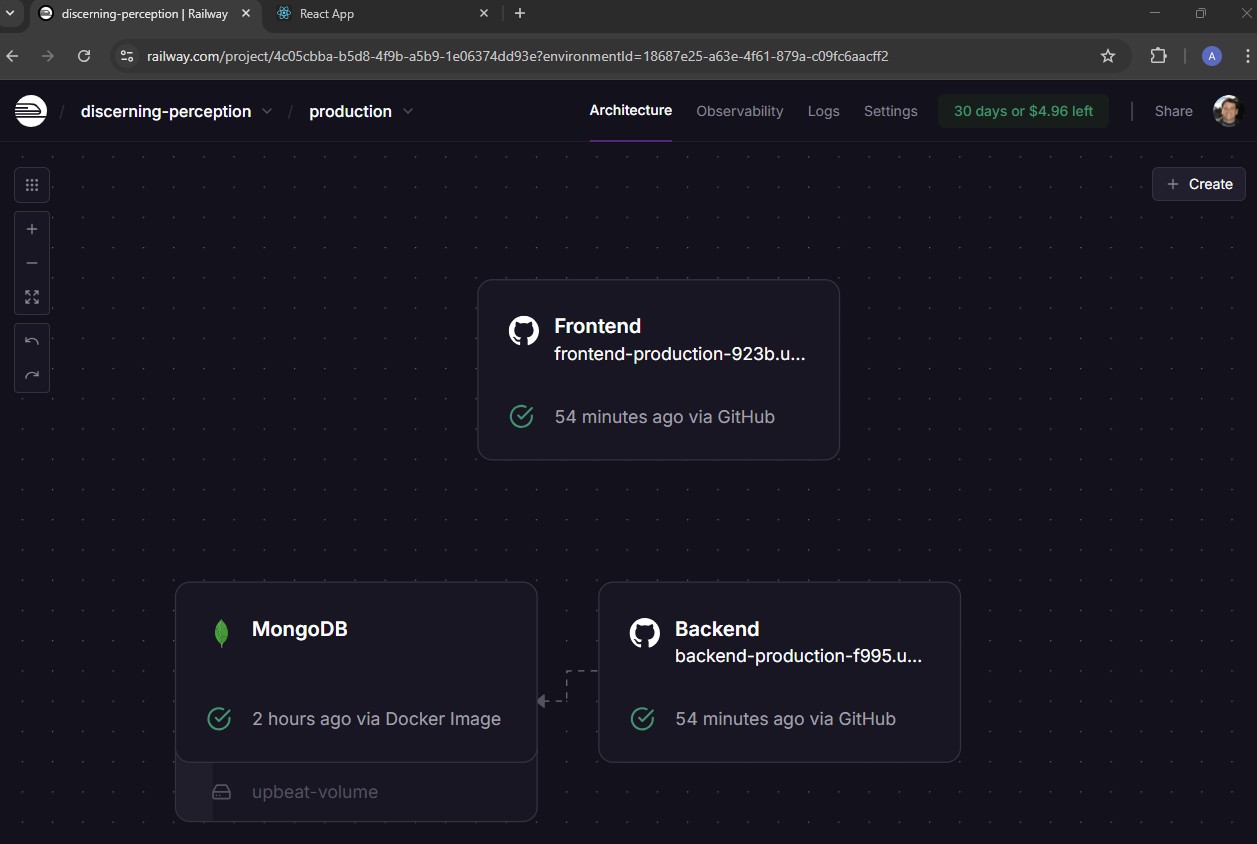 discerning-perception | Railway
React App
railway.com/project/4c05cbba-b5d8-4f9b-a5b9-1e06374dd93e?environmentId=18687e25-a63e-4f61-879a-c09fc6aacff2
A
/ discerning-perception / production
Architecture Observability Logs Settings 30 days or $4.96 left Share
Create
Frontend
frontend-production-923b.u...
54 minutes ago via GitHub
MongoDB
2 hours ago via Docker Image
upbeat-volume
Backend
backend-production-f995.u...
54 minutes ago via GitHub